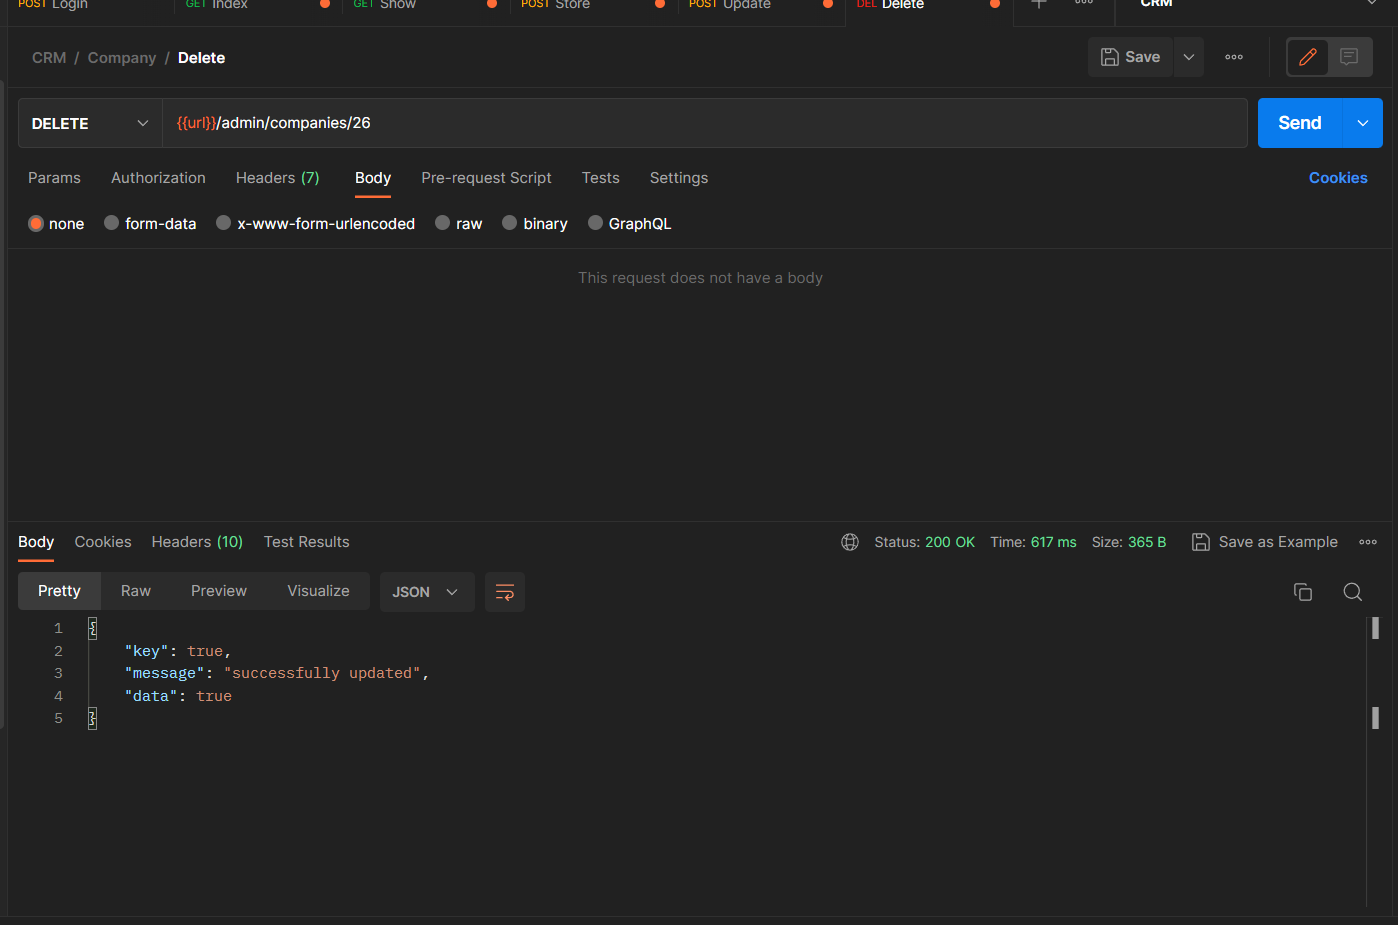 POST Login GET Index GET Show POST Store POST Update DEL Delete CRM
CRM / Company / Delete Save
DELETE {{url}}/admin/companies/26 Send
Params Authorization Headers (7) Body Pre-request Script Tests Settings Cookies
none form-data x-www-form-urlencoded raw binary GraphQL
This request does not have a body
Body Cookies Headers (10) Test Results Status: 200 OK Time: 617 ms Size: 365 B Save as Example
Pretty Raw Preview Visualize JSON
1 {
2 "key": true,
3 "message": "successfully updated",
4 "data": true
5 }